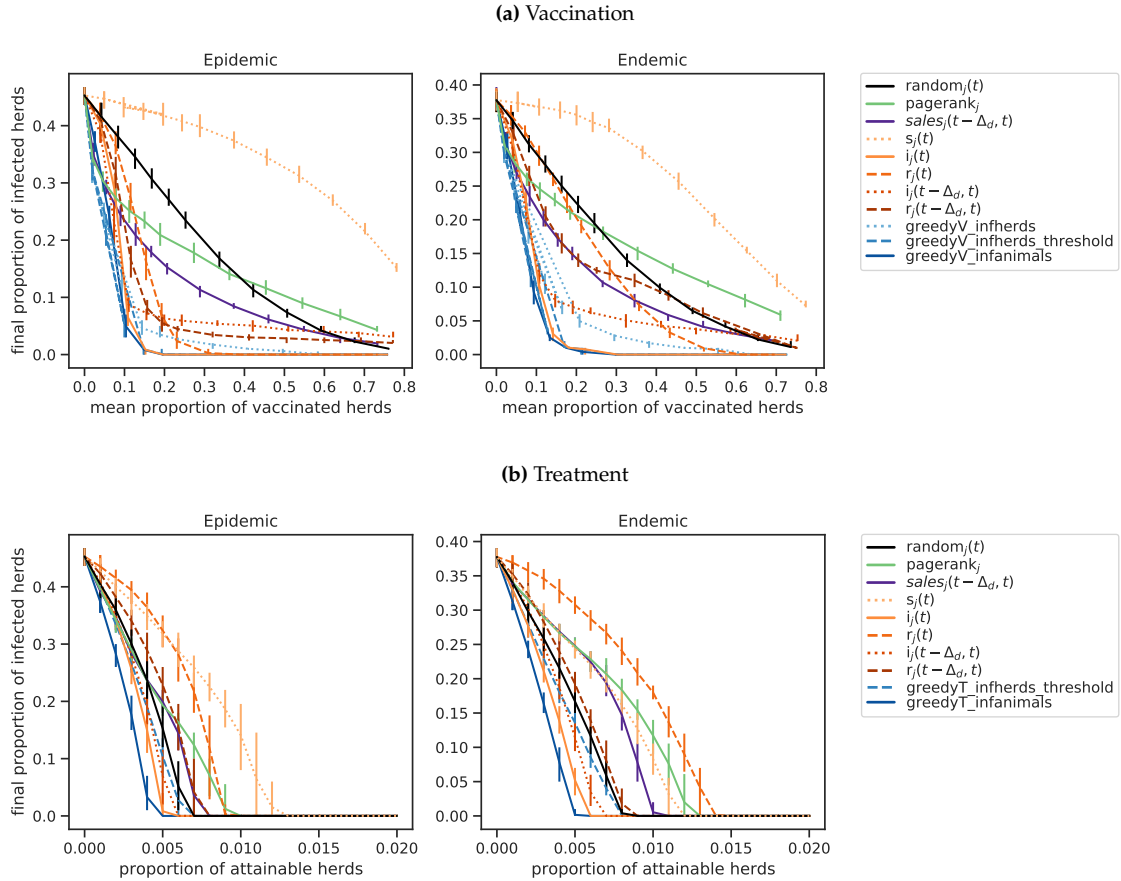 (a) Vaccination
Epidemic
final proportion of infected herds
0.4
0.3
0.2
0.1
0.0
0.0 0.1 0.2 0.3 0.4 0.5 0.6 0.7 0.8
mean proportion of vaccinated herds
Endemic
0.40
0.35
0.30
0.25
0.20
0.15
0.10
0.05
0.00
0.0 0.1 0.2 0.3 0.4 0.5 0.6 0.7 0.8
mean proportion of vaccinated herds
random_j(t)
pagerank_j
sales_j(t − Δ_d, t)
s_j(t)
i_j(t)
r_j(t)
i_j(t − Δ_d, t)
r_j(t − Δ_d, t)
greedyV_infherds
greedyV_infherds_threshold
greedyV_infanimals
(b) Treatment
Epidemic
final proportion of infected herds
0.4
0.3
0.2
0.1
0.0
0.000 0.005 0.010 0.015 0.020
proportion of attainable herds
Endemic
0.40
0.35
0.30
0.25
0.20
0.15
0.10
0.05
0.00
0.000 0.005 0.010 0.015 0.020
proportion of attainable herds
random_j(t)
pagerank_j
sales_j(t − Δ_d, t)
s_j(t)
i_j(t)
r_j(t)
i_j(t − Δ_d, t)
r_j(t − Δ_d, t)
greedyT_infherds_threshold
greedyT_infanimals